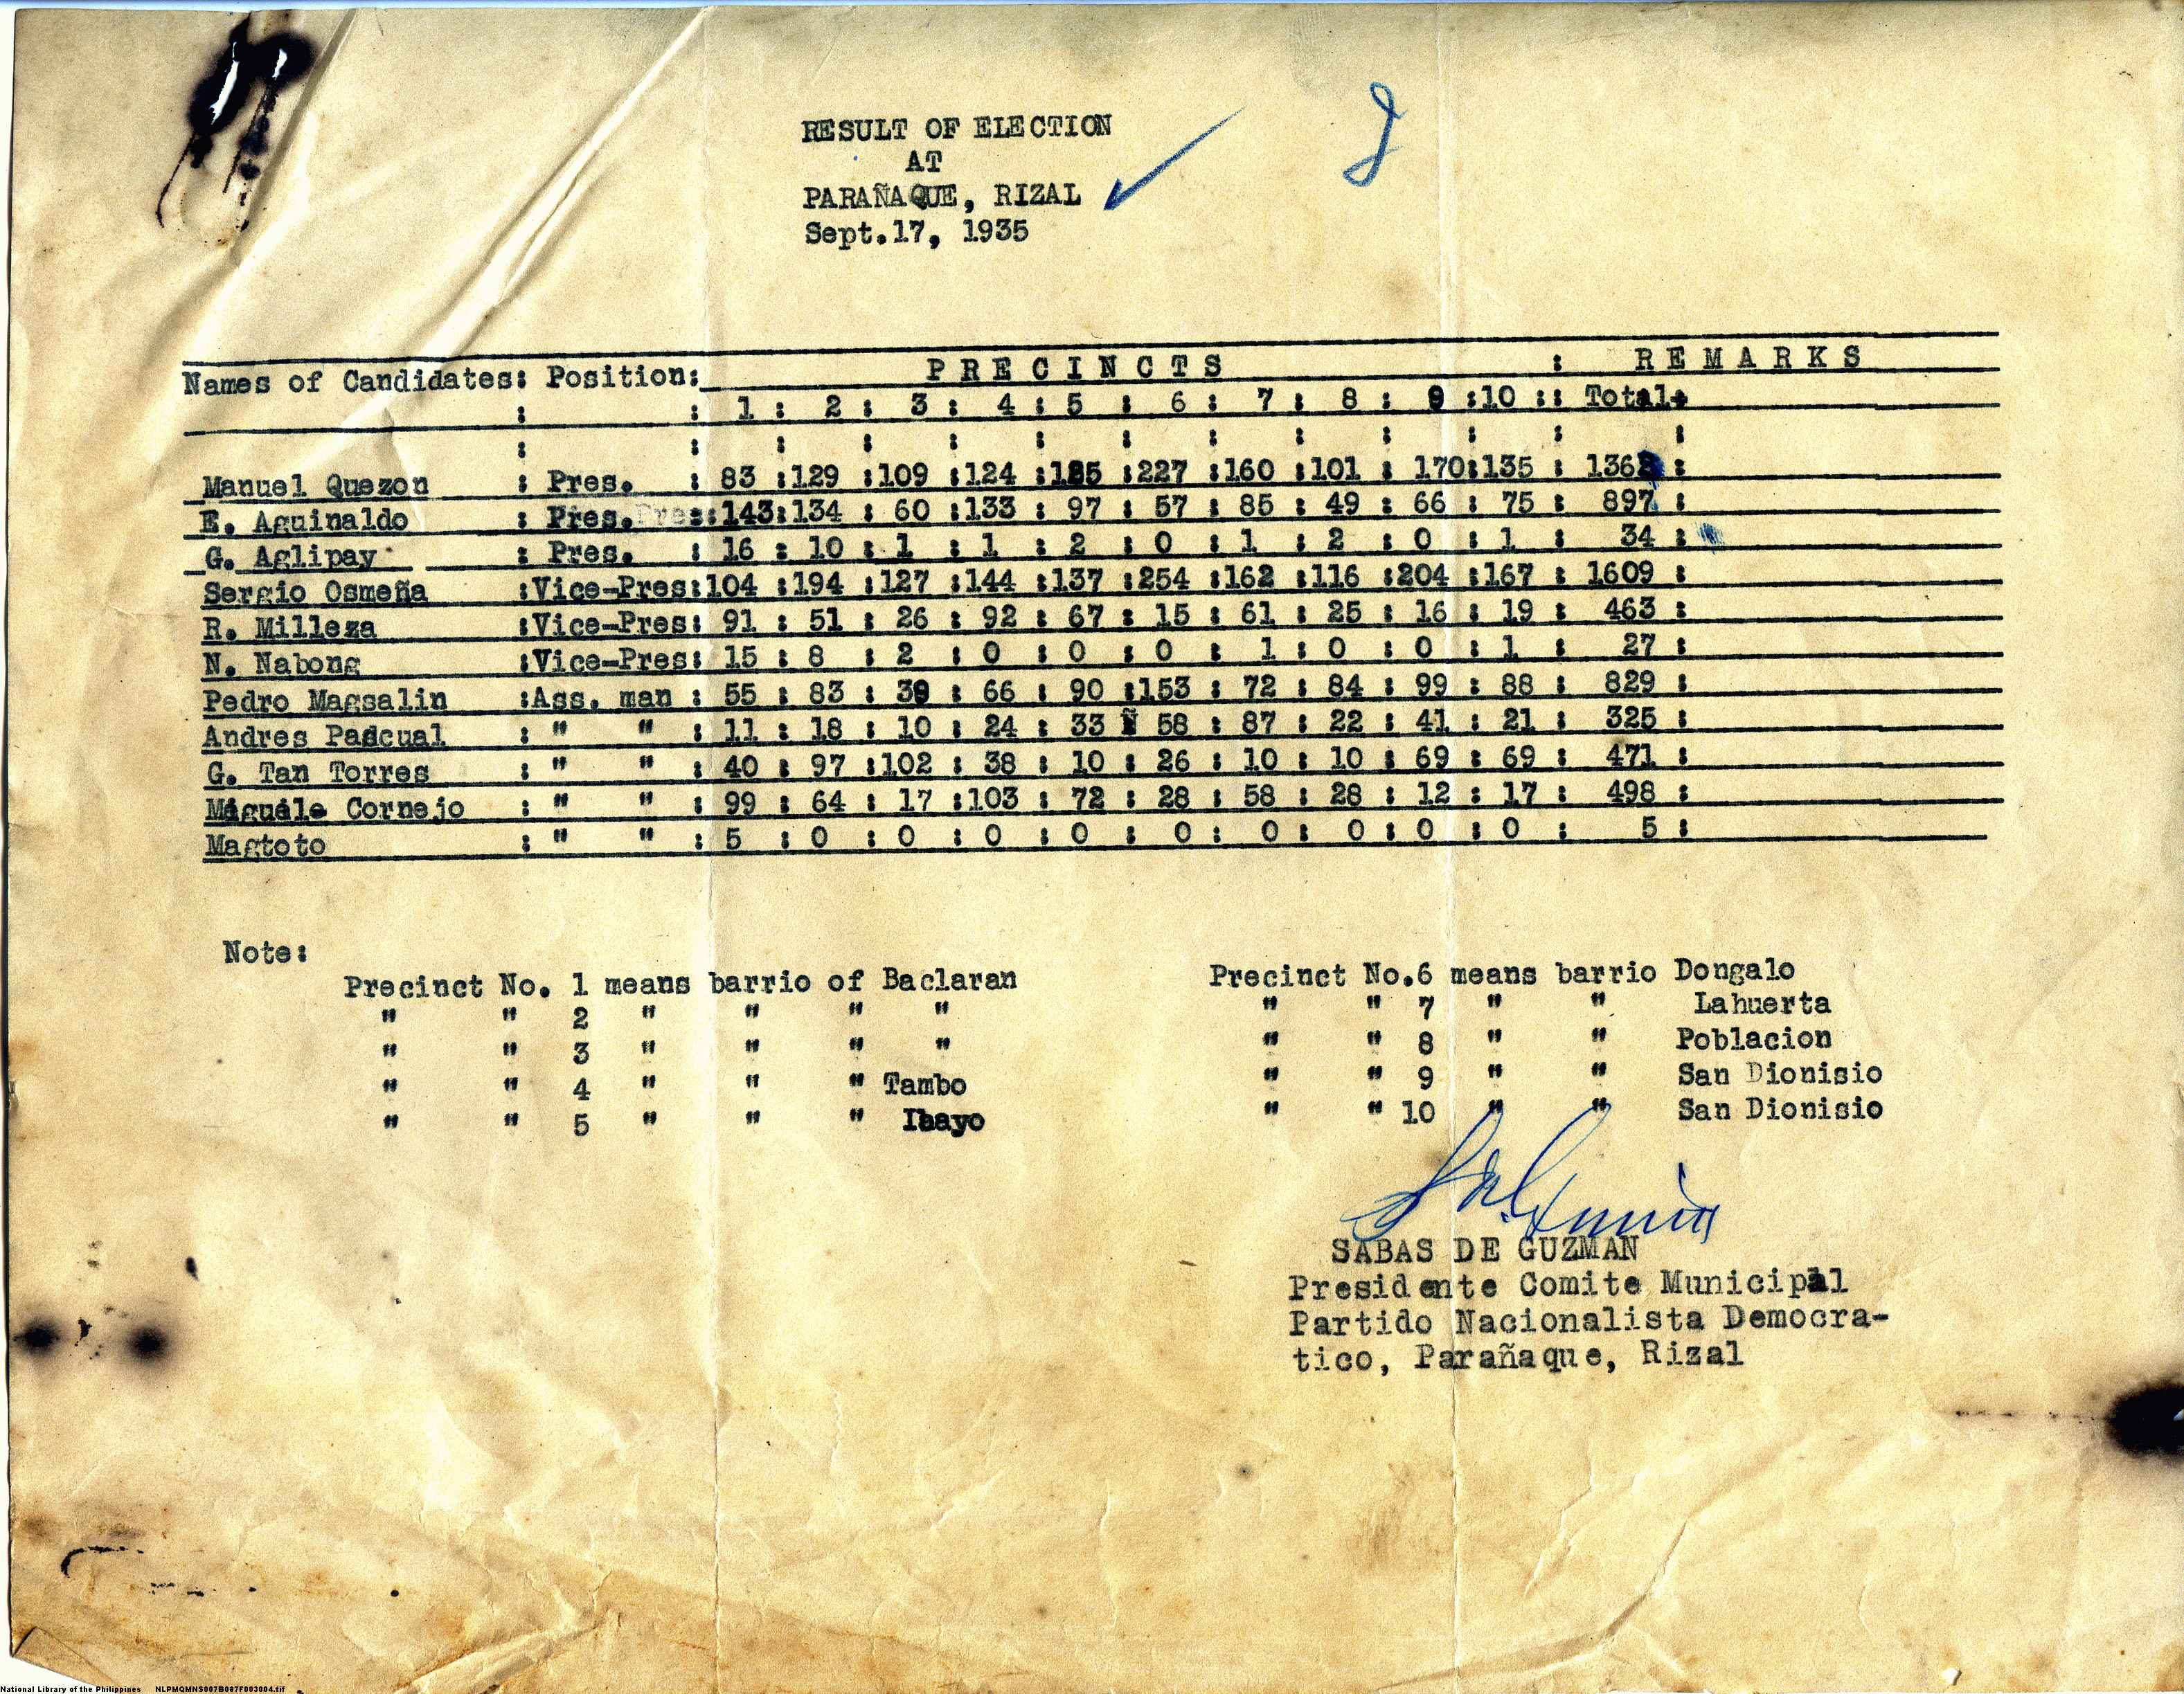 RESULT OF ELECTION
AT
PARAÑAQUE, RIZAL
Sept.17, 1935
Names of Candidates: Position: PRECINCTS : REMARKS
: : 1 : 2 : 3 : 4 : 5 : 6 : 7 : 8 : 9 :10 :: Total
Manuel Quezon : Pres. : 83 :129 :109 :124 :125 :227 :160 :101 : 170:135 : 136 :
E. Aguinaldo : Pres. :143:134 : 60 :133 : 97 : 57 : 85 : 49 : 66 : 75 : 897 :
G. Aglipay : Pres. : 16 : 10 : 1 : 1 : 2 : 0 : 1 : 2 : 0 : 1 : 34 :
Sergio Osmeña :Vice-Pres:104 :194 :127 :144 :137 :254 :162 :116 :204 :167 : 1609 :
R. Milleza :Vice-Pres: 91 : 51 : 26 : 92 : 67 : 15 : 61 : 25 : 16 : 19 : 463 :
N. Nabong :Vice-Pres: 15 : 8 : 2 : 0 : 0 : 0 : 1 : 0 : 0 : 1 : 27 :
Pedro Magsalin :Ass. man : 55 : 83 : 39 : 66 : 90 :153 : 72 : 84 : 99 : 88 : 829 :
Andres Pascual : " " : 11 : 18 : 10 : 24 : 33 : 58 : 87 : 22 : 41 : 21 : 325 :
G. Tan Torres : " " : 40 : 97 :102 : 38 : 10 : 26 : 10 : 10 : 69 : 69 : 471 :
Miguele Cornejo : " " : 99 : 64 : 17 :103 : 72 : 28 : 58 : 28 : 12 : 17 : 498 :
Magtoto : " " : 5 : 0 : 0 : 0 : 0 : 0 : 0 : 0 : 0 : 0 : 5 :
Note:
Precinct No. 1 means barrio of Baclaran
" " 2 " " " "
" " 3 " " " "
" " 4 " " " Tambo
" " 5 " " " Ibayo
Precinct No.6 means barrio Dongalo
" " 7 " " Lahuerta
" " 8 " " Poblacion
" " 9 " " San Dionisio
" " 10 " " San Dionisio
SABAS DE GUZMAN
Presidente Comite Municipal
Partido Nacionalista Democra-
tico, Parañaque, Rizal
National Library of the Philippines NLPMQMNS007B087F003004.tif